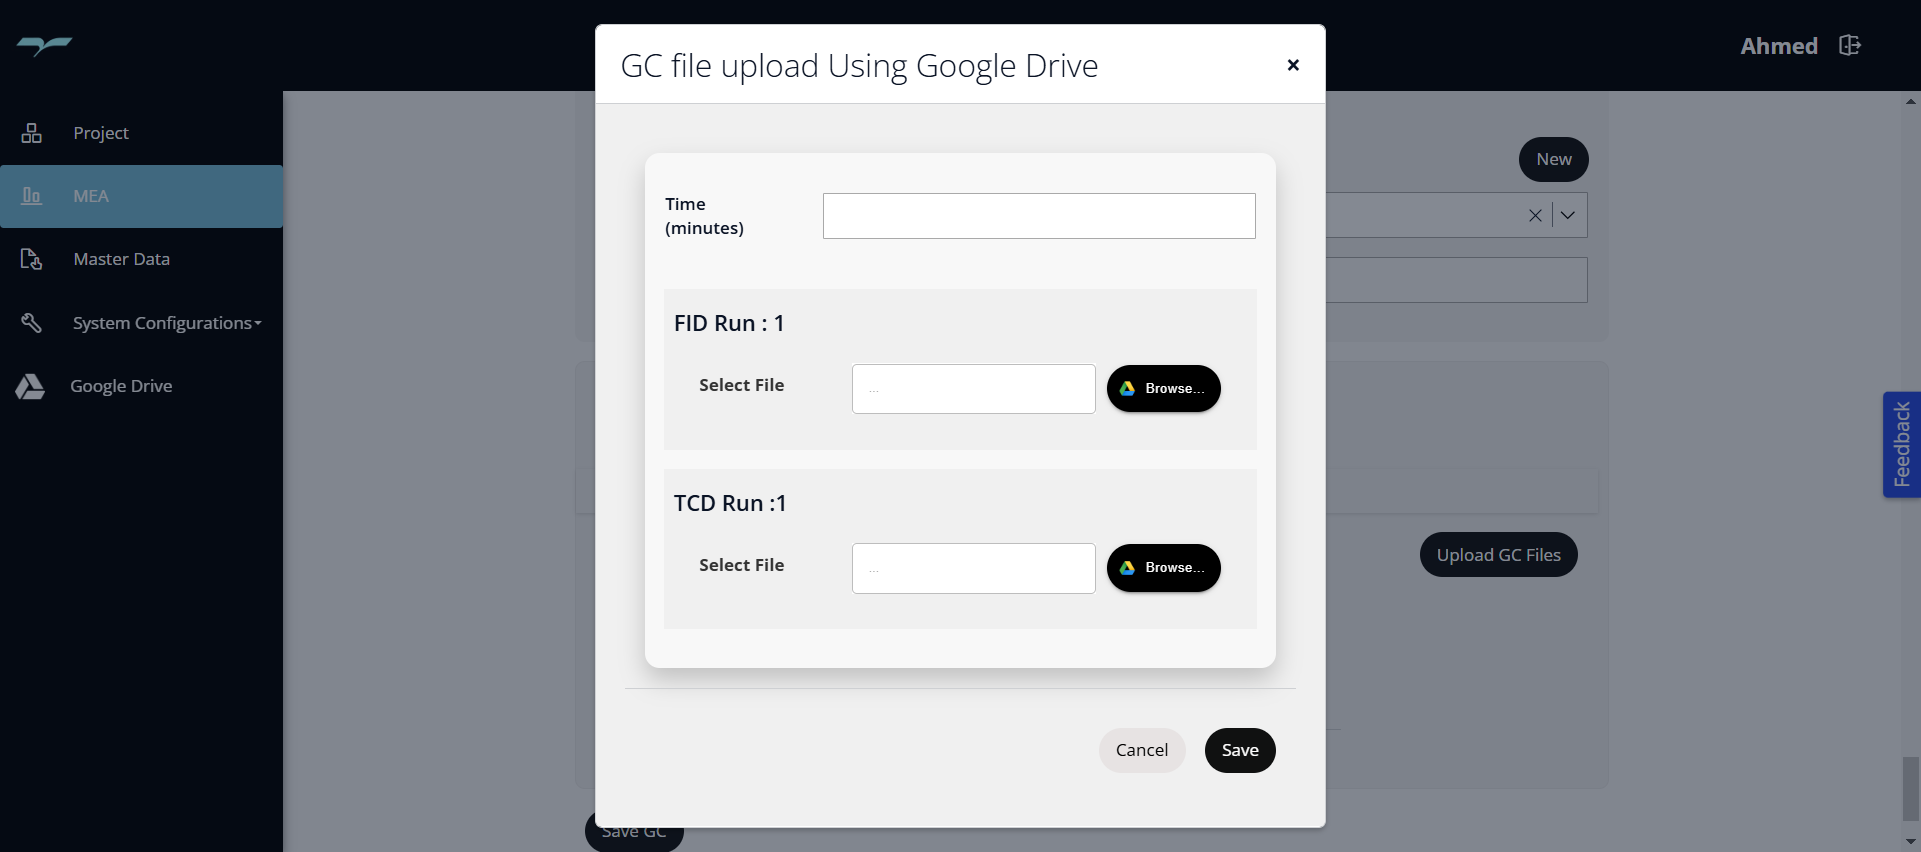 GC file upload Using Google Drive
×
Ahmed
Project
MEA
Master Data
System Configurations
Google Drive
New
Time
(minutes)
FID Run : 1
Select File
...
Browse...
TCD Run :1
Select File
...
Browse...
Upload GC Files
Feedback
Cancel
Save
Save GC